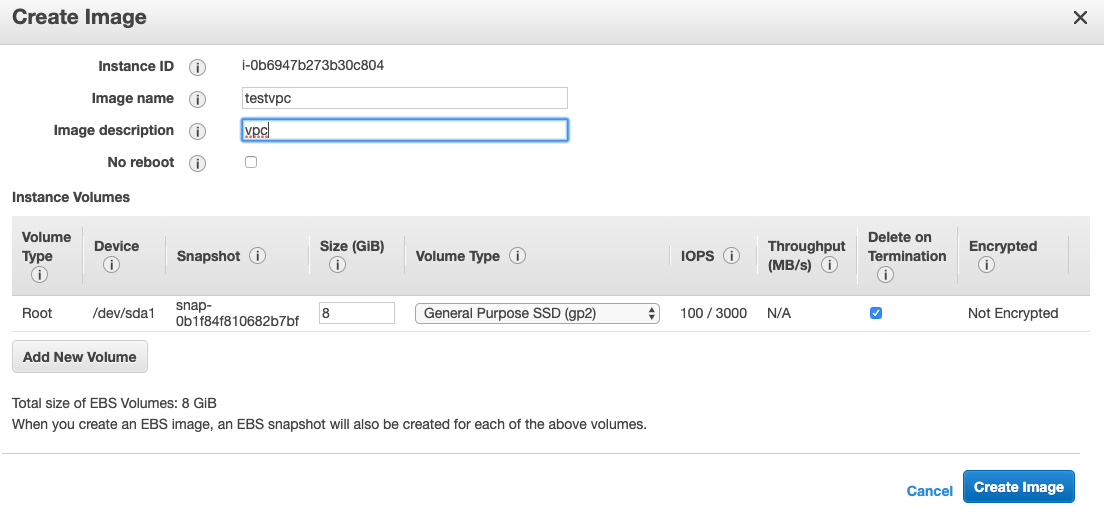 Create Image
Instance ID i-0b6947b273b30c804
Image name testvpc
Image description vpc
No reboot
Instance Volumes
Volume Type Device Snapshot Size (GiB) Volume Type IOPS Throughput (MB/s) Delete on Termination Encrypted
Root /dev/sda1 snap-0b1f84f810682b7bf 8 General Purpose SSD (gp2) 100 / 3000 N/A Not Encrypted
Add New Volume
Total size of EBS Volumes: 8 GiB
When you create an EBS image, an EBS snapshot will also be created for each of the above volumes.
Cancel Create Image